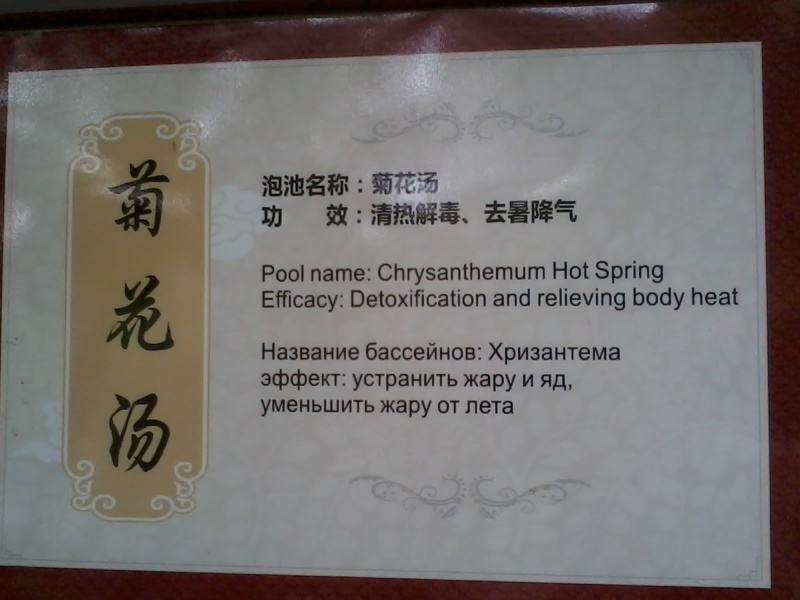 菊花汤
泡池名称：菊花汤
功　　效：清热解毒、去暑降气
Pool name: Chrysanthemum Hot Spring
Efficacy: Detoxification and relieving body heat
Название бассейнов: Хризантема
эффект: устранить жару и яд,
уменьшить жару от лета